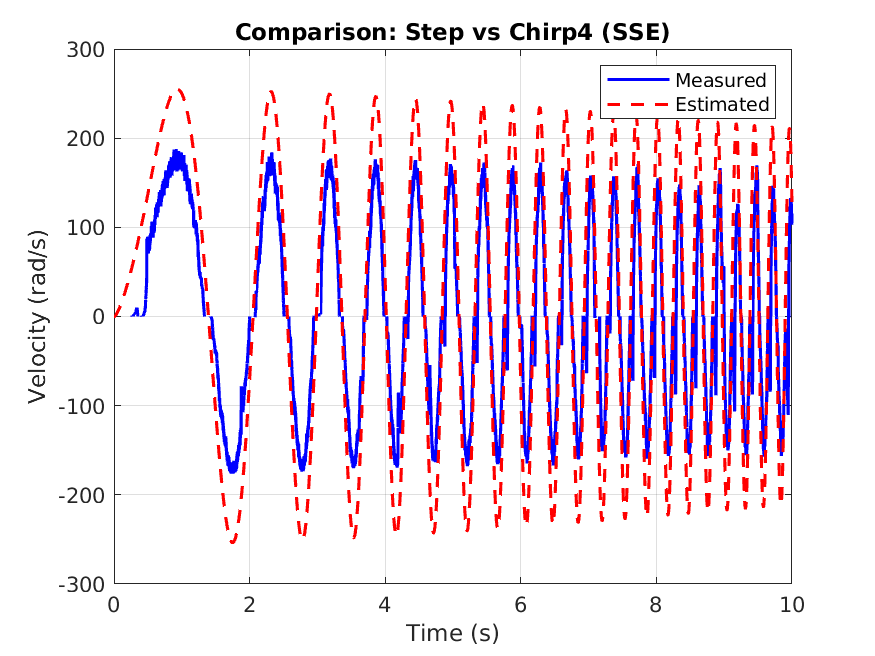 Comparison: Step vs Chirp4 (SSE)
Measured
Estimated
Velocity (rad/s)
300
200
100
0
-100
-200
-300
0 2 4 6 8 10
Time (s)